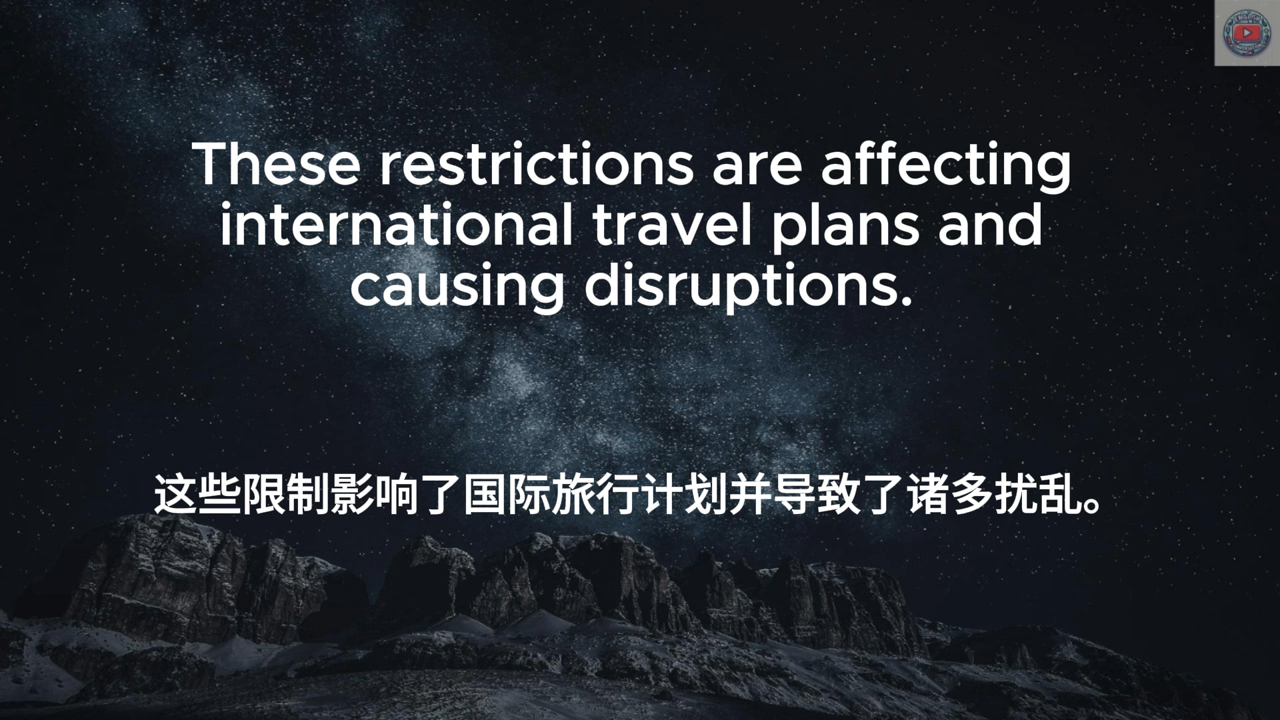 These restrictions are affecting
international travel plans and
causing disruptions.
这些限制影响了国际旅行计划并导致了诸多扰乱。